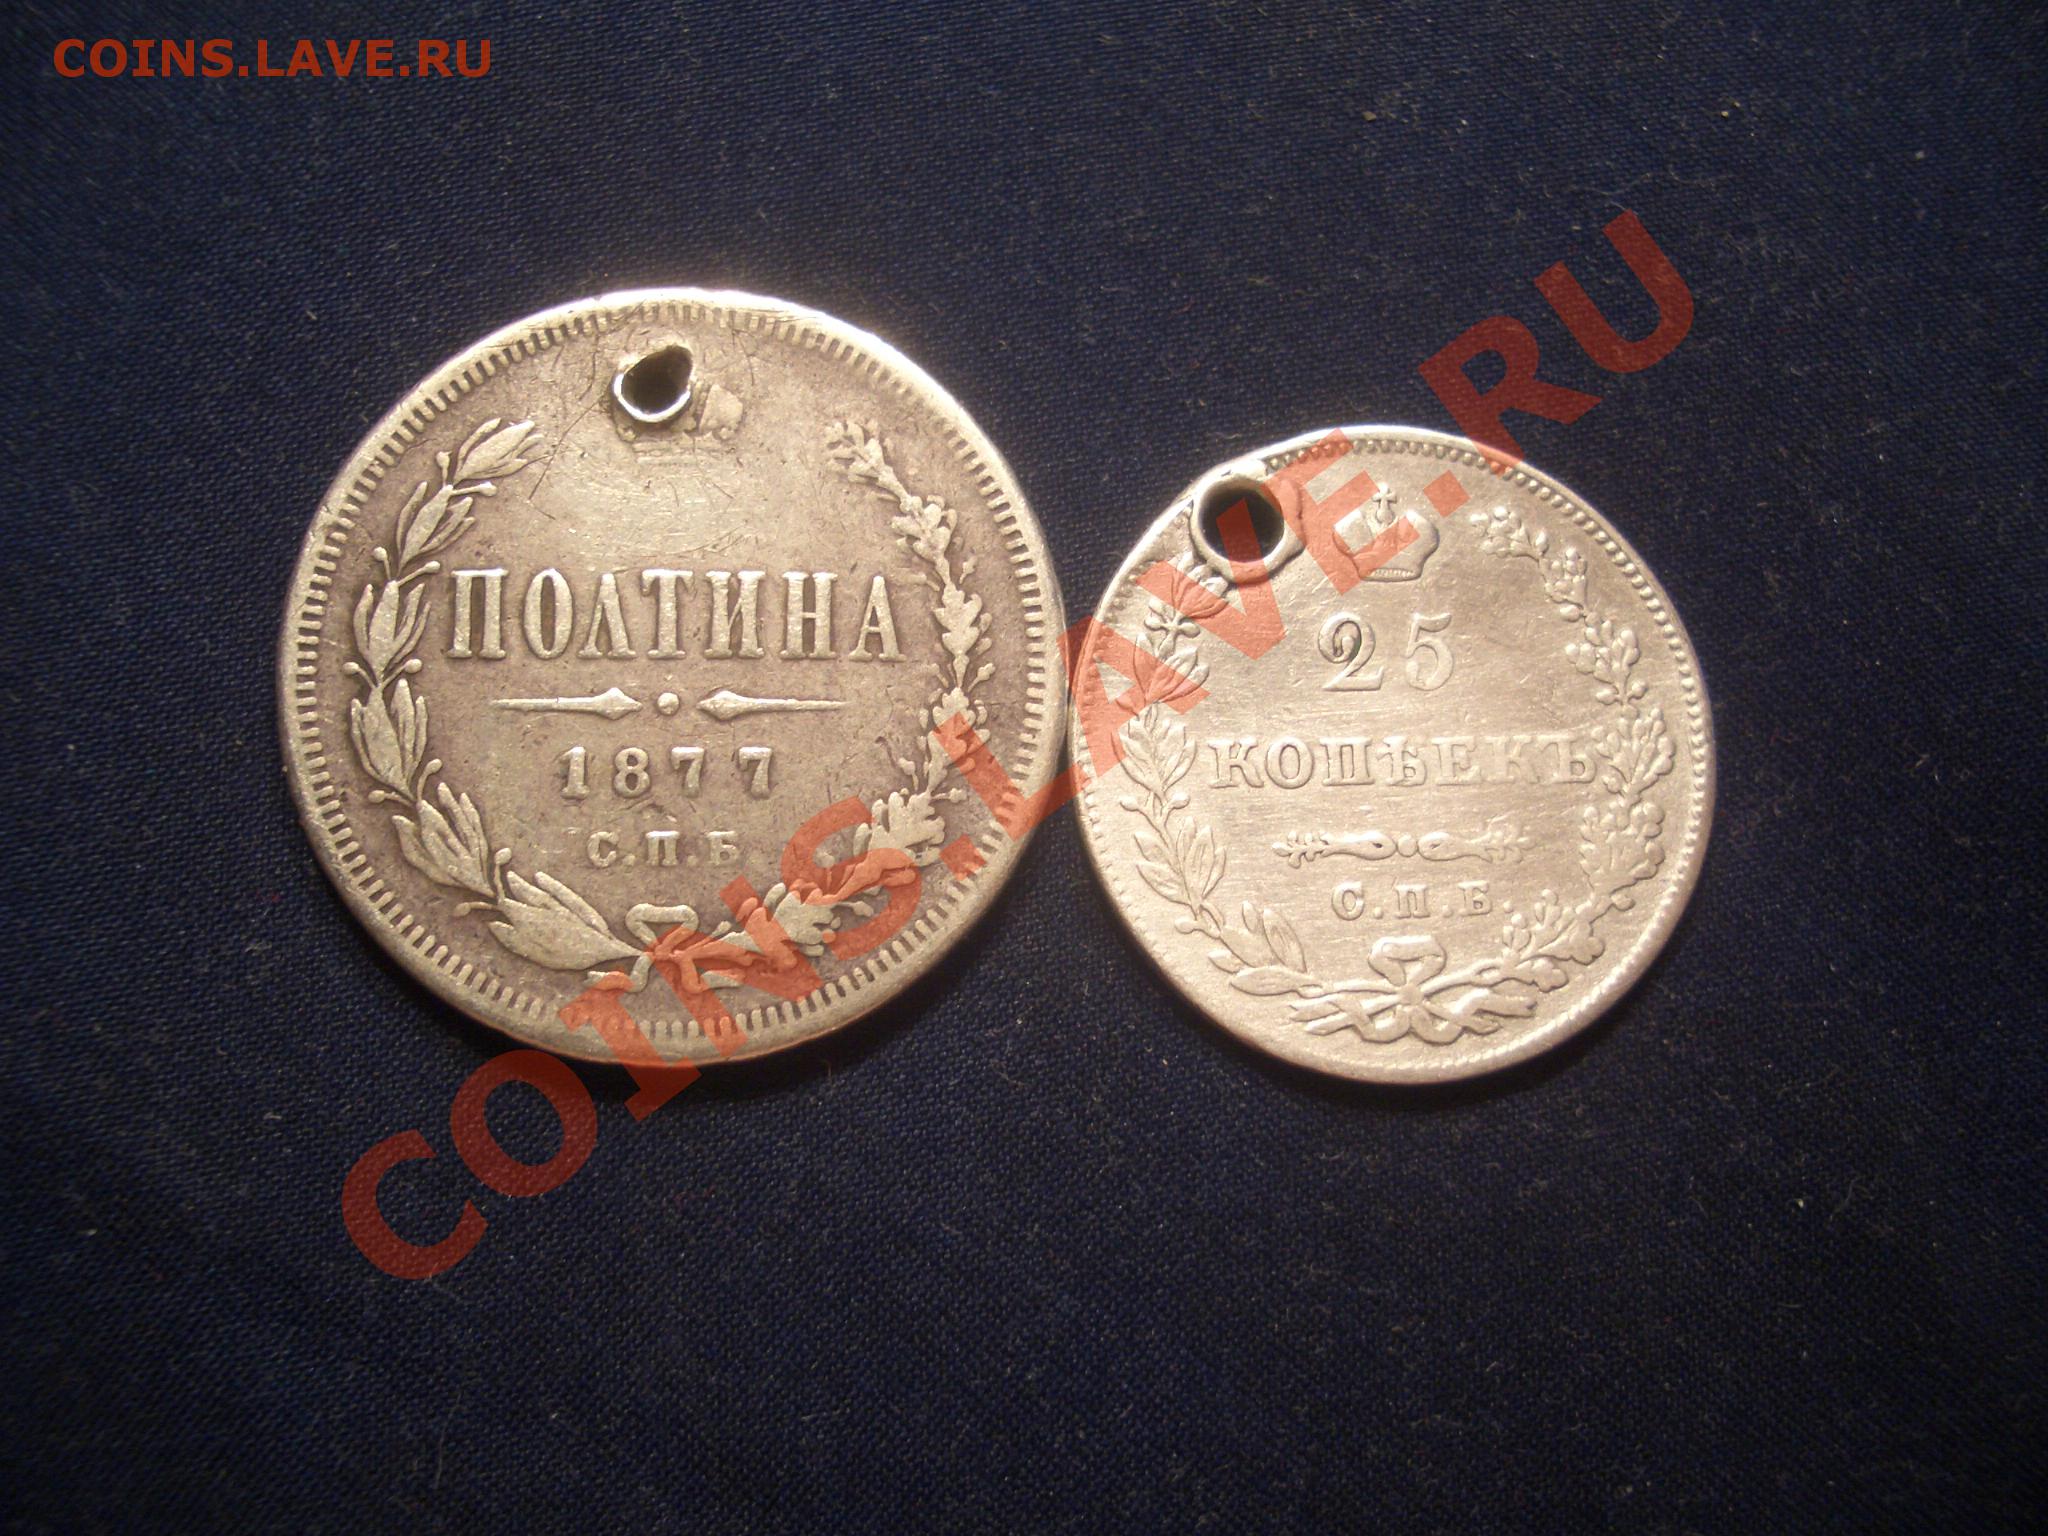 COINS.LAVE.RU
ПОЛТИНА
1877
С.П.Б.
25
КОПѢЕКЪ
С.П.Б.
COINS.LAVE.RU